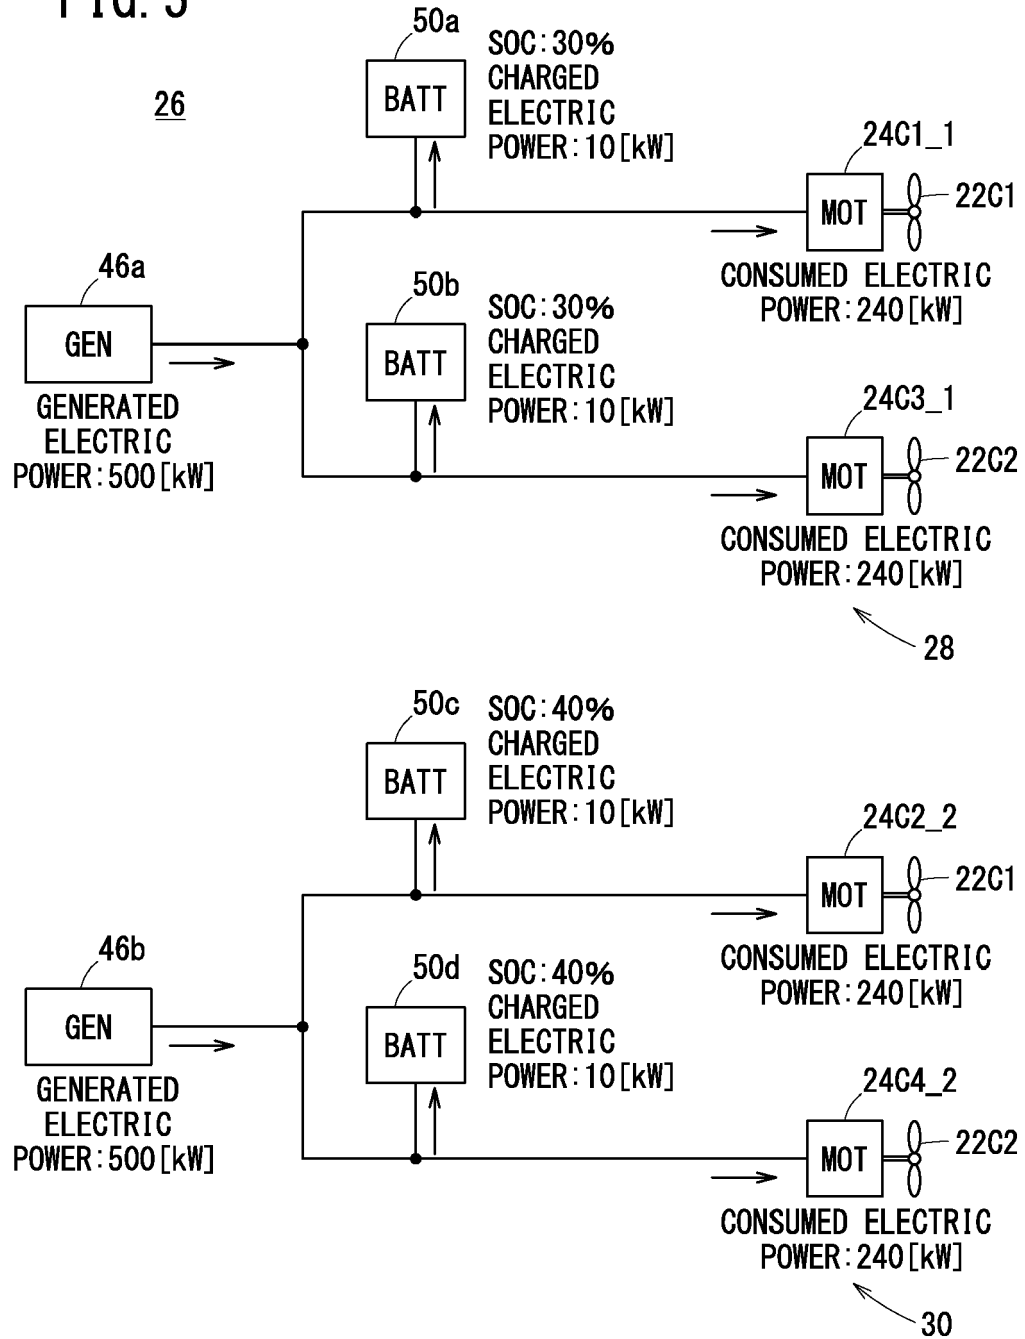 50a
SOC:30%
CHARGED
ELECTRIC
POWER:10[kW]
26
BATT
24C1_1
22C1
MOT
CONSUMED ELECTRIC
POWER:240[kW]
46a
GEN
GENERATED
ELECTRIC
POWER:500[kW]
50b
SOC:30%
CHARGED
ELECTRIC
POWER:10[kW]
BATT
24C3_1
22C2
MOT
CONSUMED ELECTRIC
POWER:240[kW]
28
50c
SOC:40%
CHARGED
ELECTRIC
POWER:10[kW]
BATT
24C2_2
22C1
MOT
CONSUMED ELECTRIC
POWER:240[kW]
46b
GEN
GENERATED
ELECTRIC
POWER:500[kW]
50d
SOC:40%
CHARGED
ELECTRIC
POWER:10[kW]
BATT
24C4_2
22C2
MOT
CONSUMED ELECTRIC
POWER:240[kW]
30